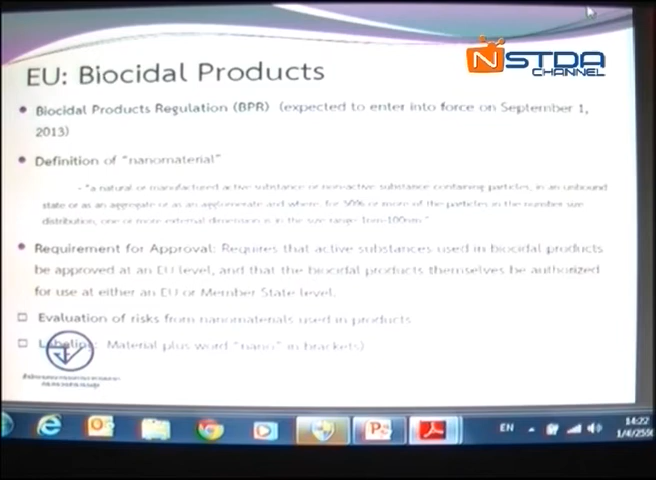 NSTDA
CHANNEL
EU: Biocidal Products
Biocidal Products Regulation (BPR) (expected to enter into force on September 1,
2013)
Definition of "nanomaterial"
- "a natural or manufactured active substance or non-active substance containing particles, in an unbound
state or as an aggregate or as an agglomerate and where, for 50% or more of the particles in the number size
distribution, one or more external dimension is in the size range 1nm-100nm."
Requirement for Approval: Requires that active substances used in biocidal products
be approved at an EU level, and that the biocidal products themselves be authorized
for use at either an EU or Member State level.
Evaluation of risks from nanomaterials used in products
Labeling: Material plus word "nano" in brackets)
EN
14:22